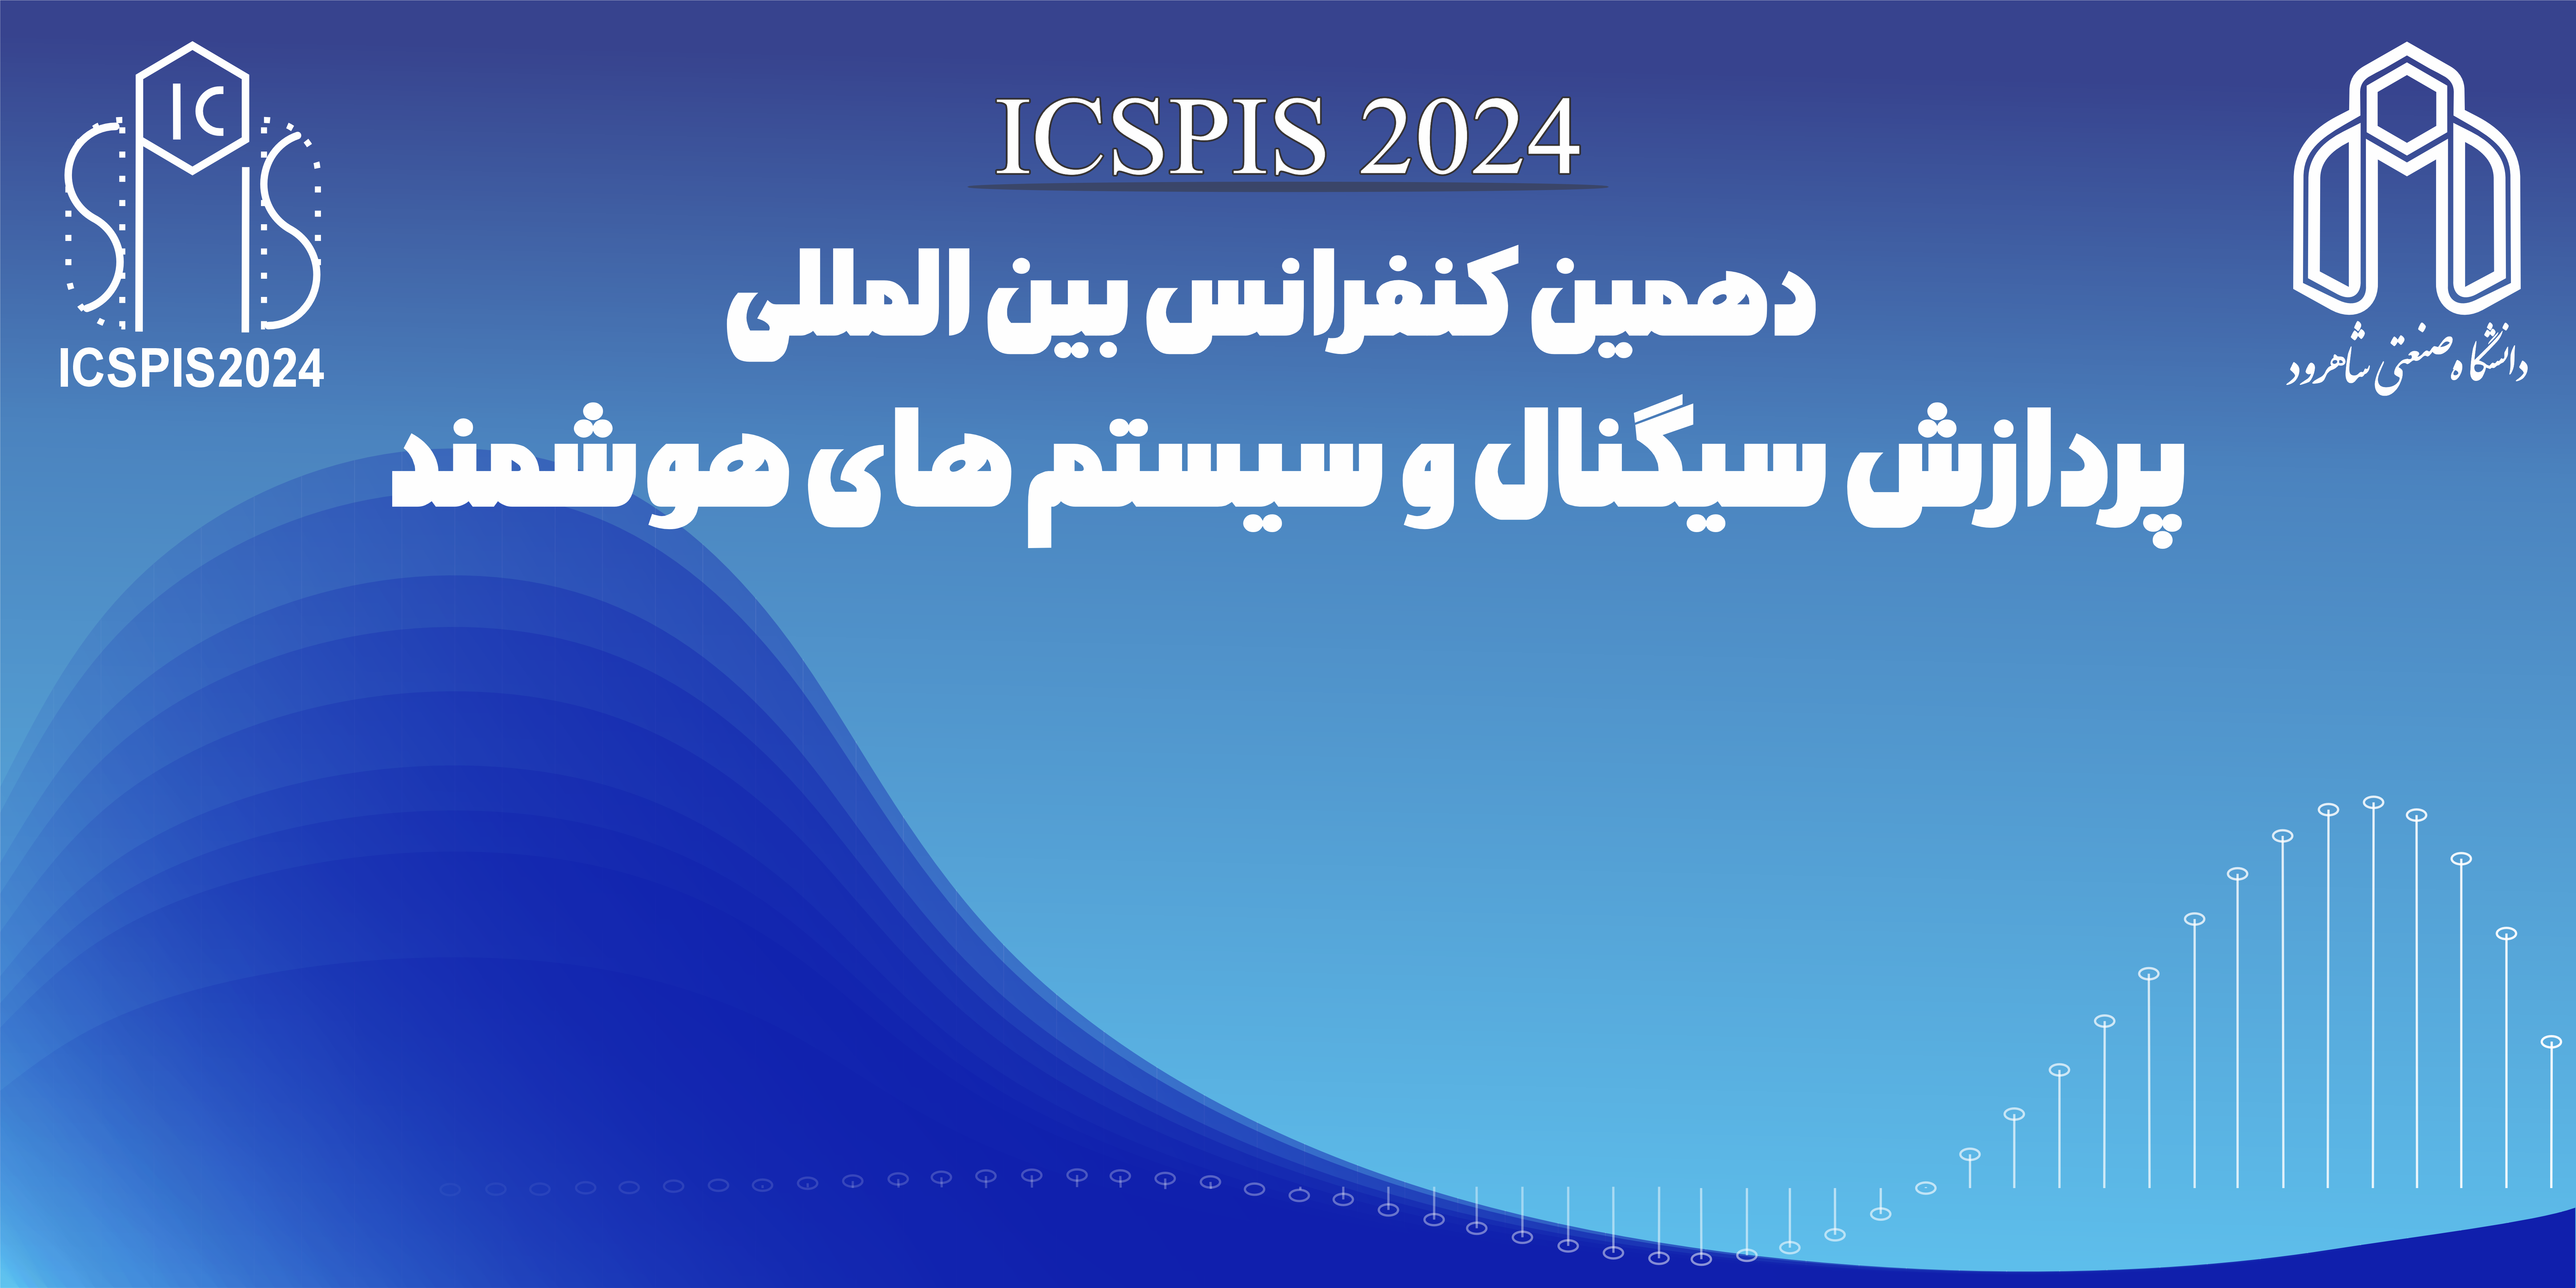 IC
ICSPIS2024
ICSPIS 2024
دهمین کنفرانس بین المللی
پردازش سیگنال و سیستم های هوشمند
دانشگاه صنعتی شاهرود